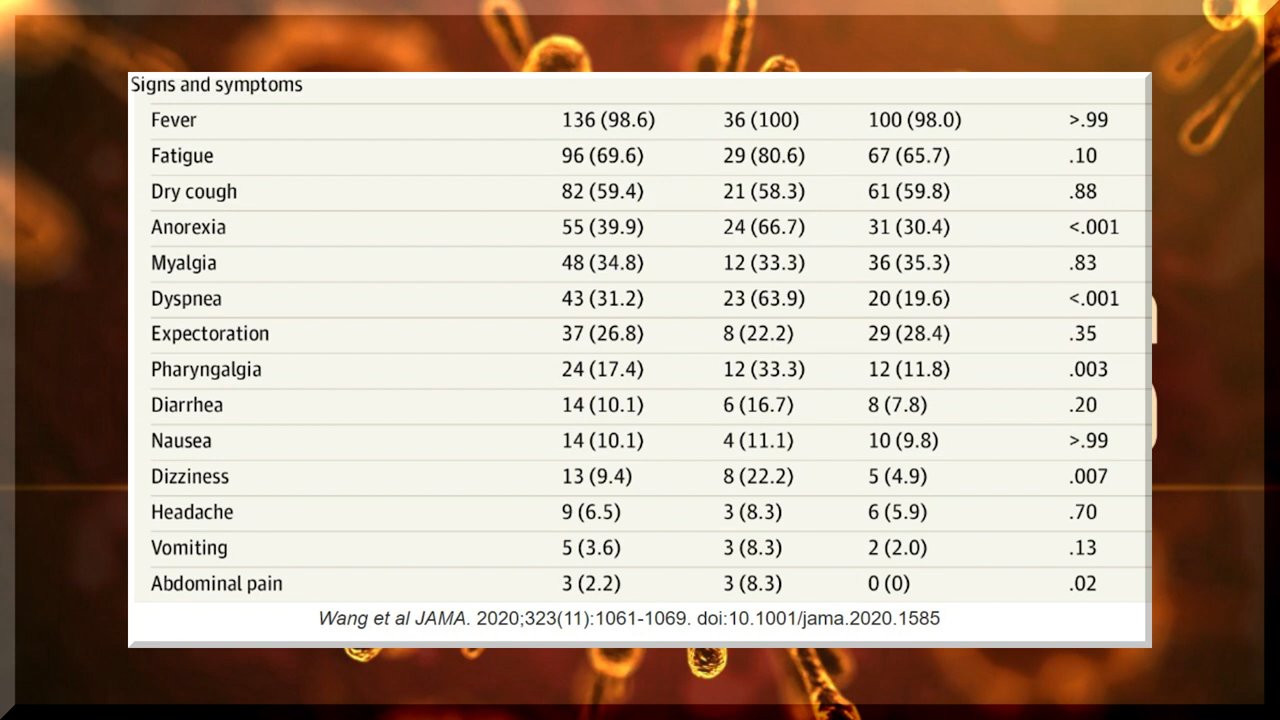 Signs and symptoms
Fever 136 (98.6) 36 (100) 100 (98.0) >.99
Fatigue 96 (69.6) 29 (80.6) 67 (65.7) .10
Dry cough 82 (59.4) 21 (58.3) 61 (59.8) .88
Anorexia 55 (39.9) 24 (66.7) 31 (30.4) <.001
Myalgia 48 (34.8) 12 (33.3) 36 (35.3) .83
Dyspnea 43 (31.2) 23 (63.9) 20 (19.6) <.001
Expectoration 37 (26.8) 8 (22.2) 29 (28.4) .35
Pharyngalgia 24 (17.4) 12 (33.3) 12 (11.8) .003
Diarrhea 14 (10.1) 6 (16.7) 8 (7.8) .20
Nausea 14 (10.1) 4 (11.1) 10 (9.8) >.99
Dizziness 13 (9.4) 8 (22.2) 5 (4.9) .007
Headache 9 (6.5) 3 (8.3) 6 (5.9) .70
Vomiting 5 (3.6) 3 (8.3) 2 (2.0) .13
Abdominal pain 3 (2.2) 3 (8.3) 0 (0) .02
Wang et al JAMA. 2020;323(11):1061-1069. doi:10.1001/jama.2020.1585